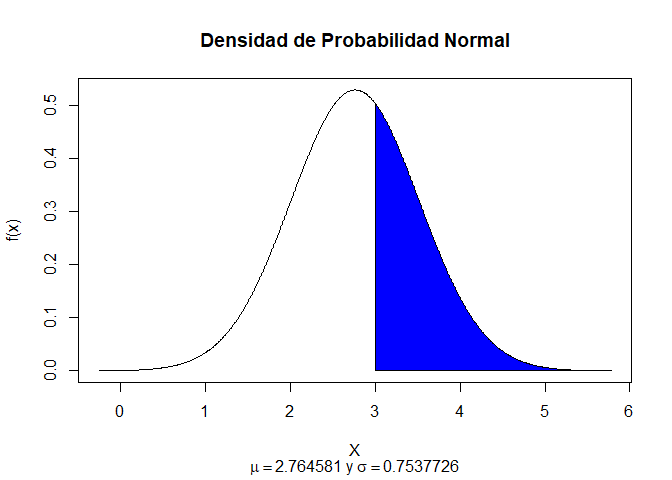 Densidad de Probabilidad Normal
f(x)
0.5
0.4
0.3
0.2
0.1
0.0
0 1 2 3 4 5 6
X
μ = 2.764581 y σ = 0.7537726